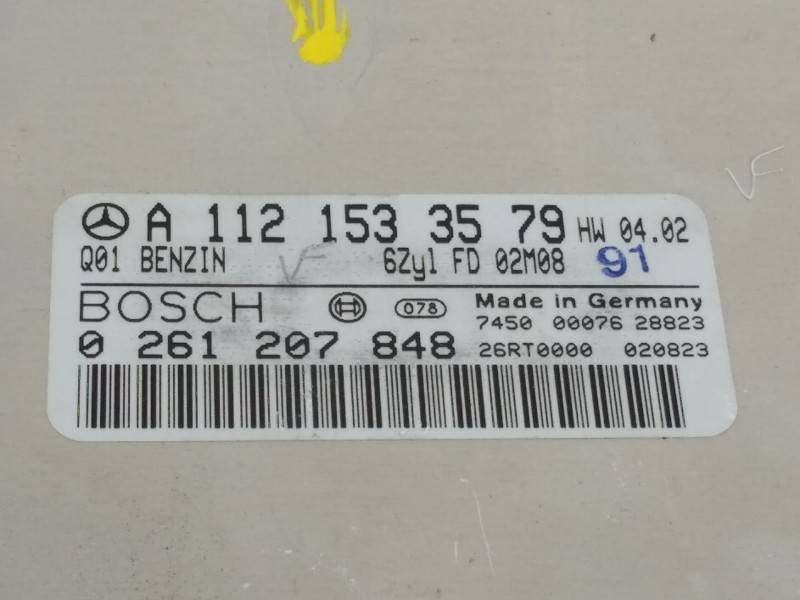 A 112 153 35 79 HW 04.02
Q01 BENZIN 6Zyl FD 02M08 91
BOSCH 078 Made in Germany
7450 00076 28823
0 261 207 848 26RT0000 020823